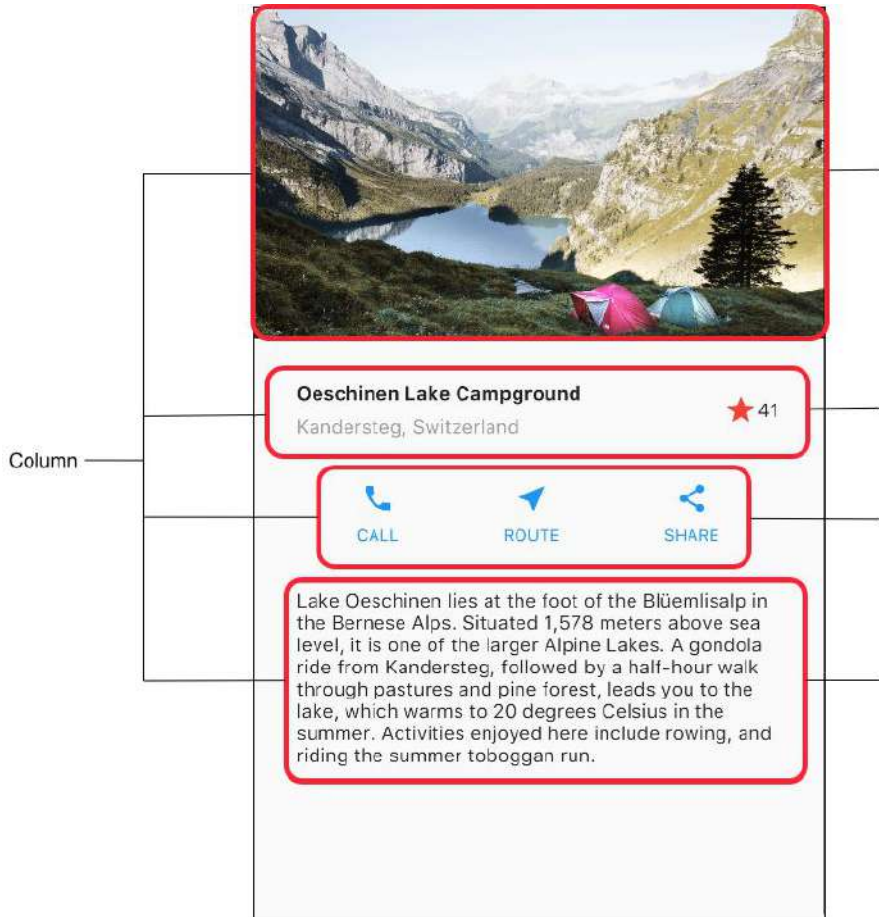 Oeschinen Lake Campground
Kandersteg, Switzerland
41
Column
CALL
ROUTE
SHARE
Lake Oeschinen lies at the foot of the Blüemlisalp in
the Bernese Alps. Situated 1,578 meters above sea
level, it is one of the larger Alpine Lakes. A gondola
ride from Kandersteg, followed by a half-hour walk
through pastures and pine forest, leads you to the
lake, which warms to 20 degrees Celsius in the
summer. Activities enjoyed here include rowing, and
riding the summer toboggan run.